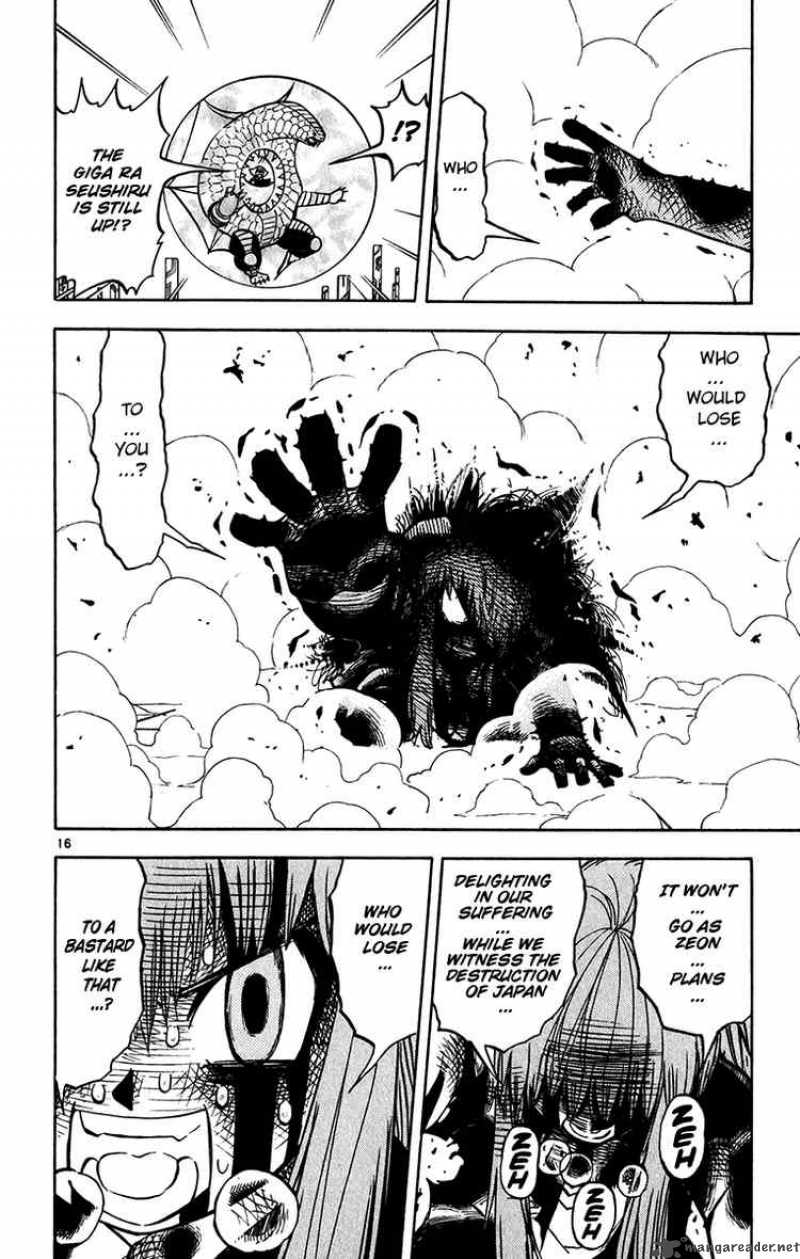 WHO
...
!?
THE
GIGA RA
SEUSHIRU
IS STILL
UP!?
WHO
...
WOULD
LOSE
...
TO
...
YOU
...?
16
IT WON'T
...
GO AS
ZEON
...
PLANS
...
DELIGHTING
IN OUR
SUFFERING
...
WHILE WE
WITNESS THE
DESTRUCTION
OF JAPAN
...
ZEH
ZEH
ZEH
WHO
WOULD
LOSE
...
TO A
BASTARD
LIKE
THAT
...?
mangareader.net